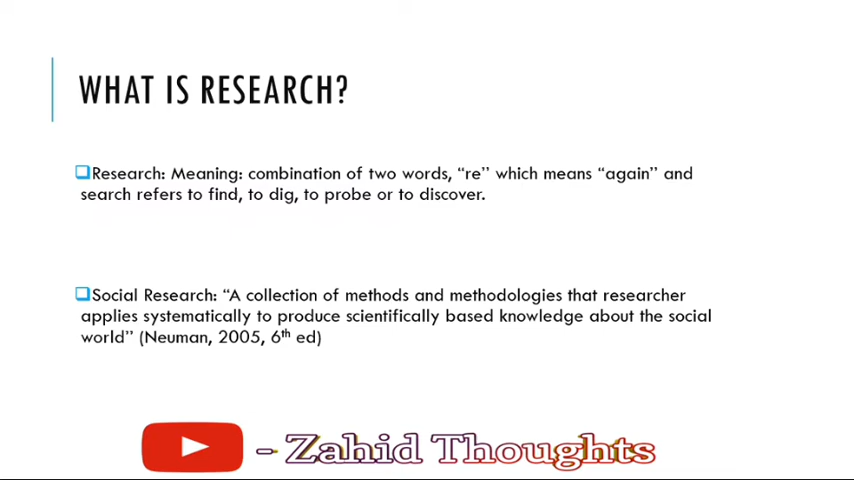 WHAT IS RESEARCH?
Research: Meaning: combination of two words, “re” which means “again” and
search refers to find, to dig, to probe or to discover.
Social Research: “A collection of methods and methodologies that researcher
applies systematically to produce scientifically based knowledge about the social
world” (Neuman, 2005, 6th ed)
- Zahid Thoughts